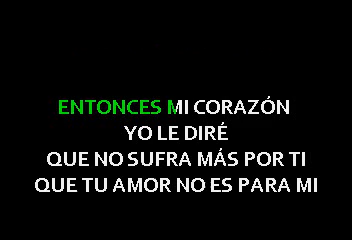 ENTONCES MI CORAZÓN
YO LE DIRÉ
QUE NO SUFRA MÁS POR TI
QUE TU AMOR NO ES PARA MI